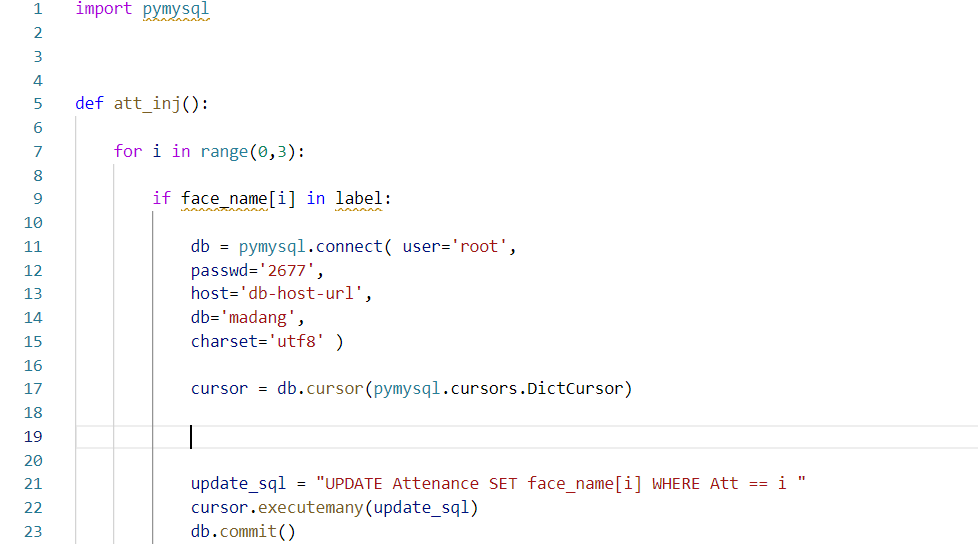 1 import pymysql
2
3
4
5 def att_inj():
6
7 for i in range(0,3):
8
9 if face_name[i] in label:
10
11 db = pymysql.connect( user='root',
12 passwd='2677',
13 host='db-host-url',
14 db='madang',
15 charset='utf8' )
16
17 cursor = db.cursor(pymysql.cursors.DictCursor)
18
19
20
21 update_sql = "UPDATE Attenance SET face_name[i] WHERE Att == i "
22 cursor.executemany(update_sql)
23 db.commit()